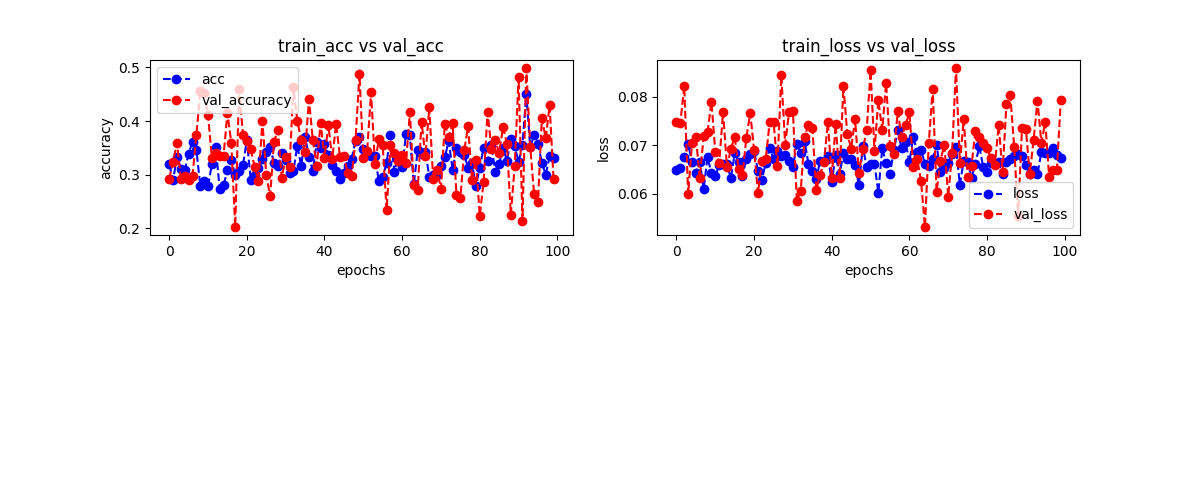 train_acc vs val_acc
acc
val_accuracy
accuracy
0.5
0.4
0.3
0.2
0 20 40 60 80 100
epochs
train_loss vs val_loss
loss
0.08
0.07
0.06
loss
val_loss
0 20 40 60 80 100
epochs